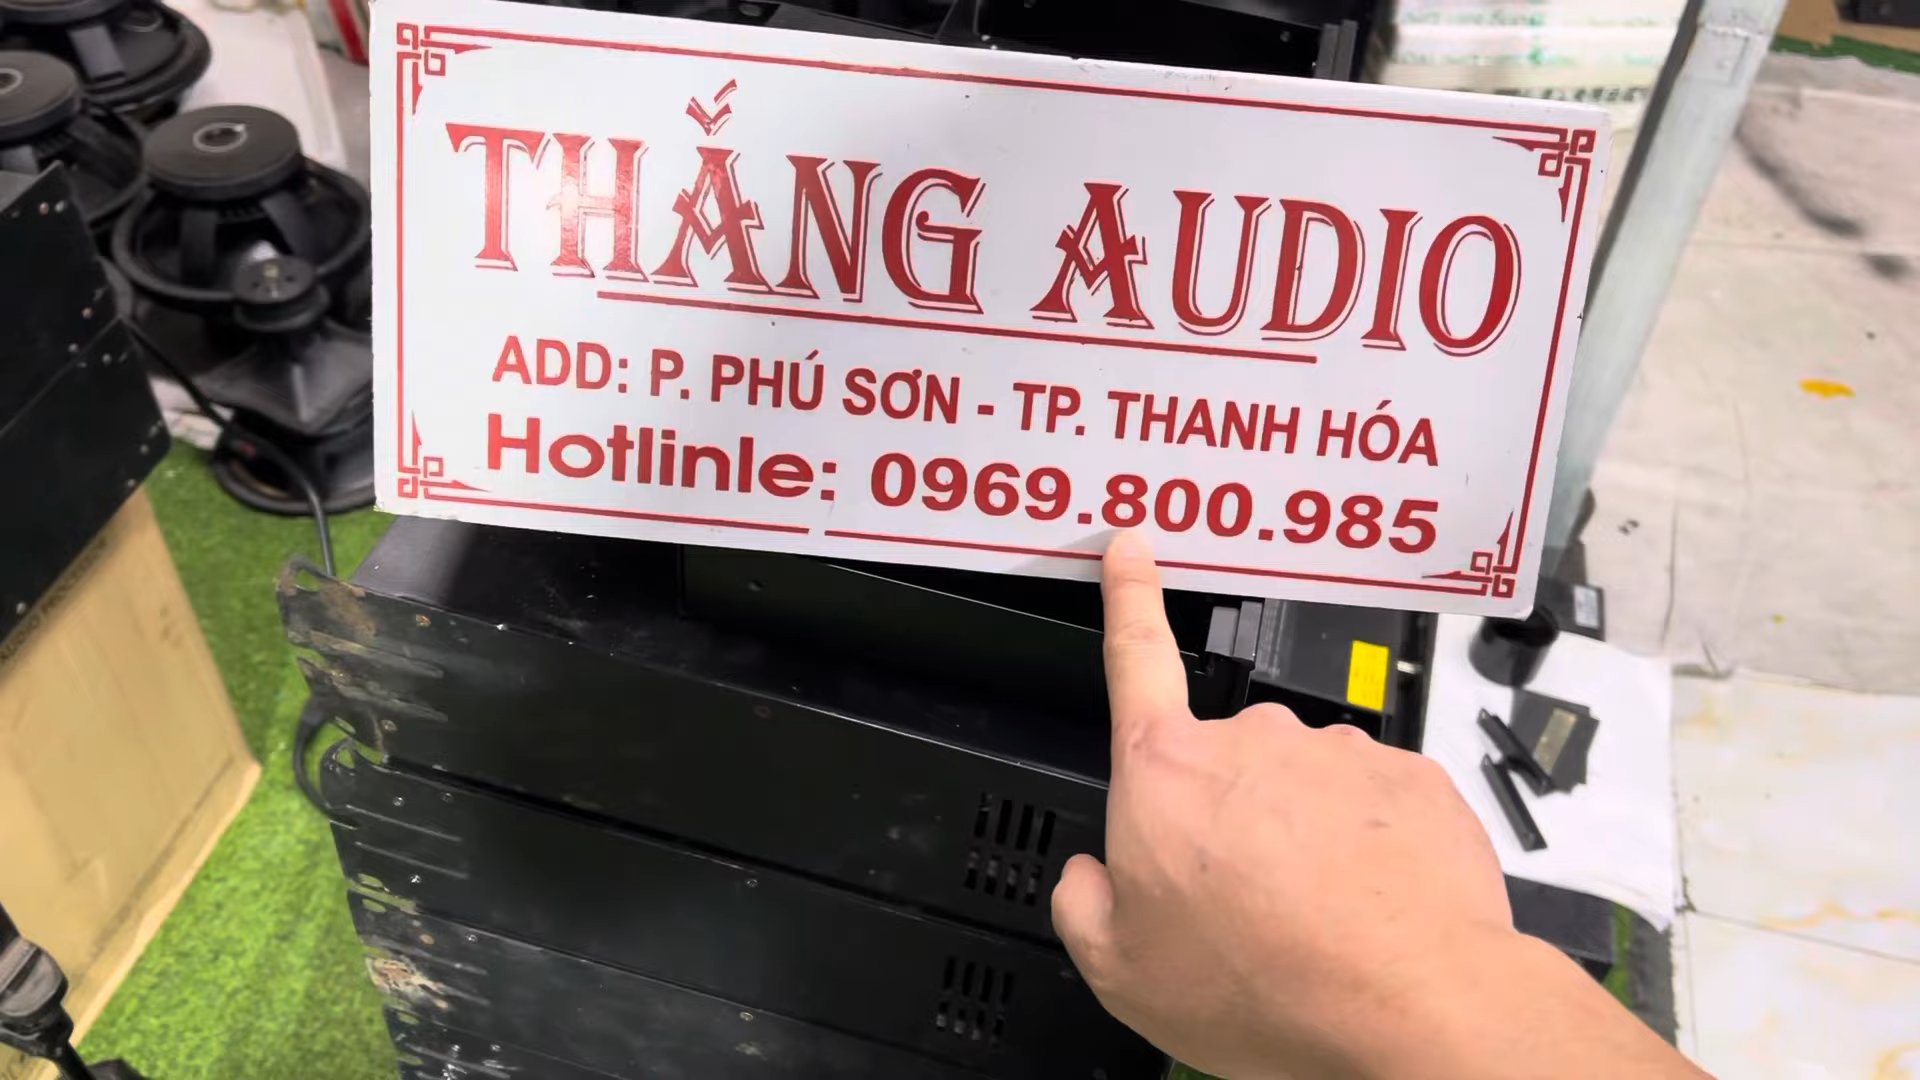 THẮNG AUDIO
ADD: P. PHÚ SƠN - TP. THANH HÓA
Hotlinle: 0969.800.985